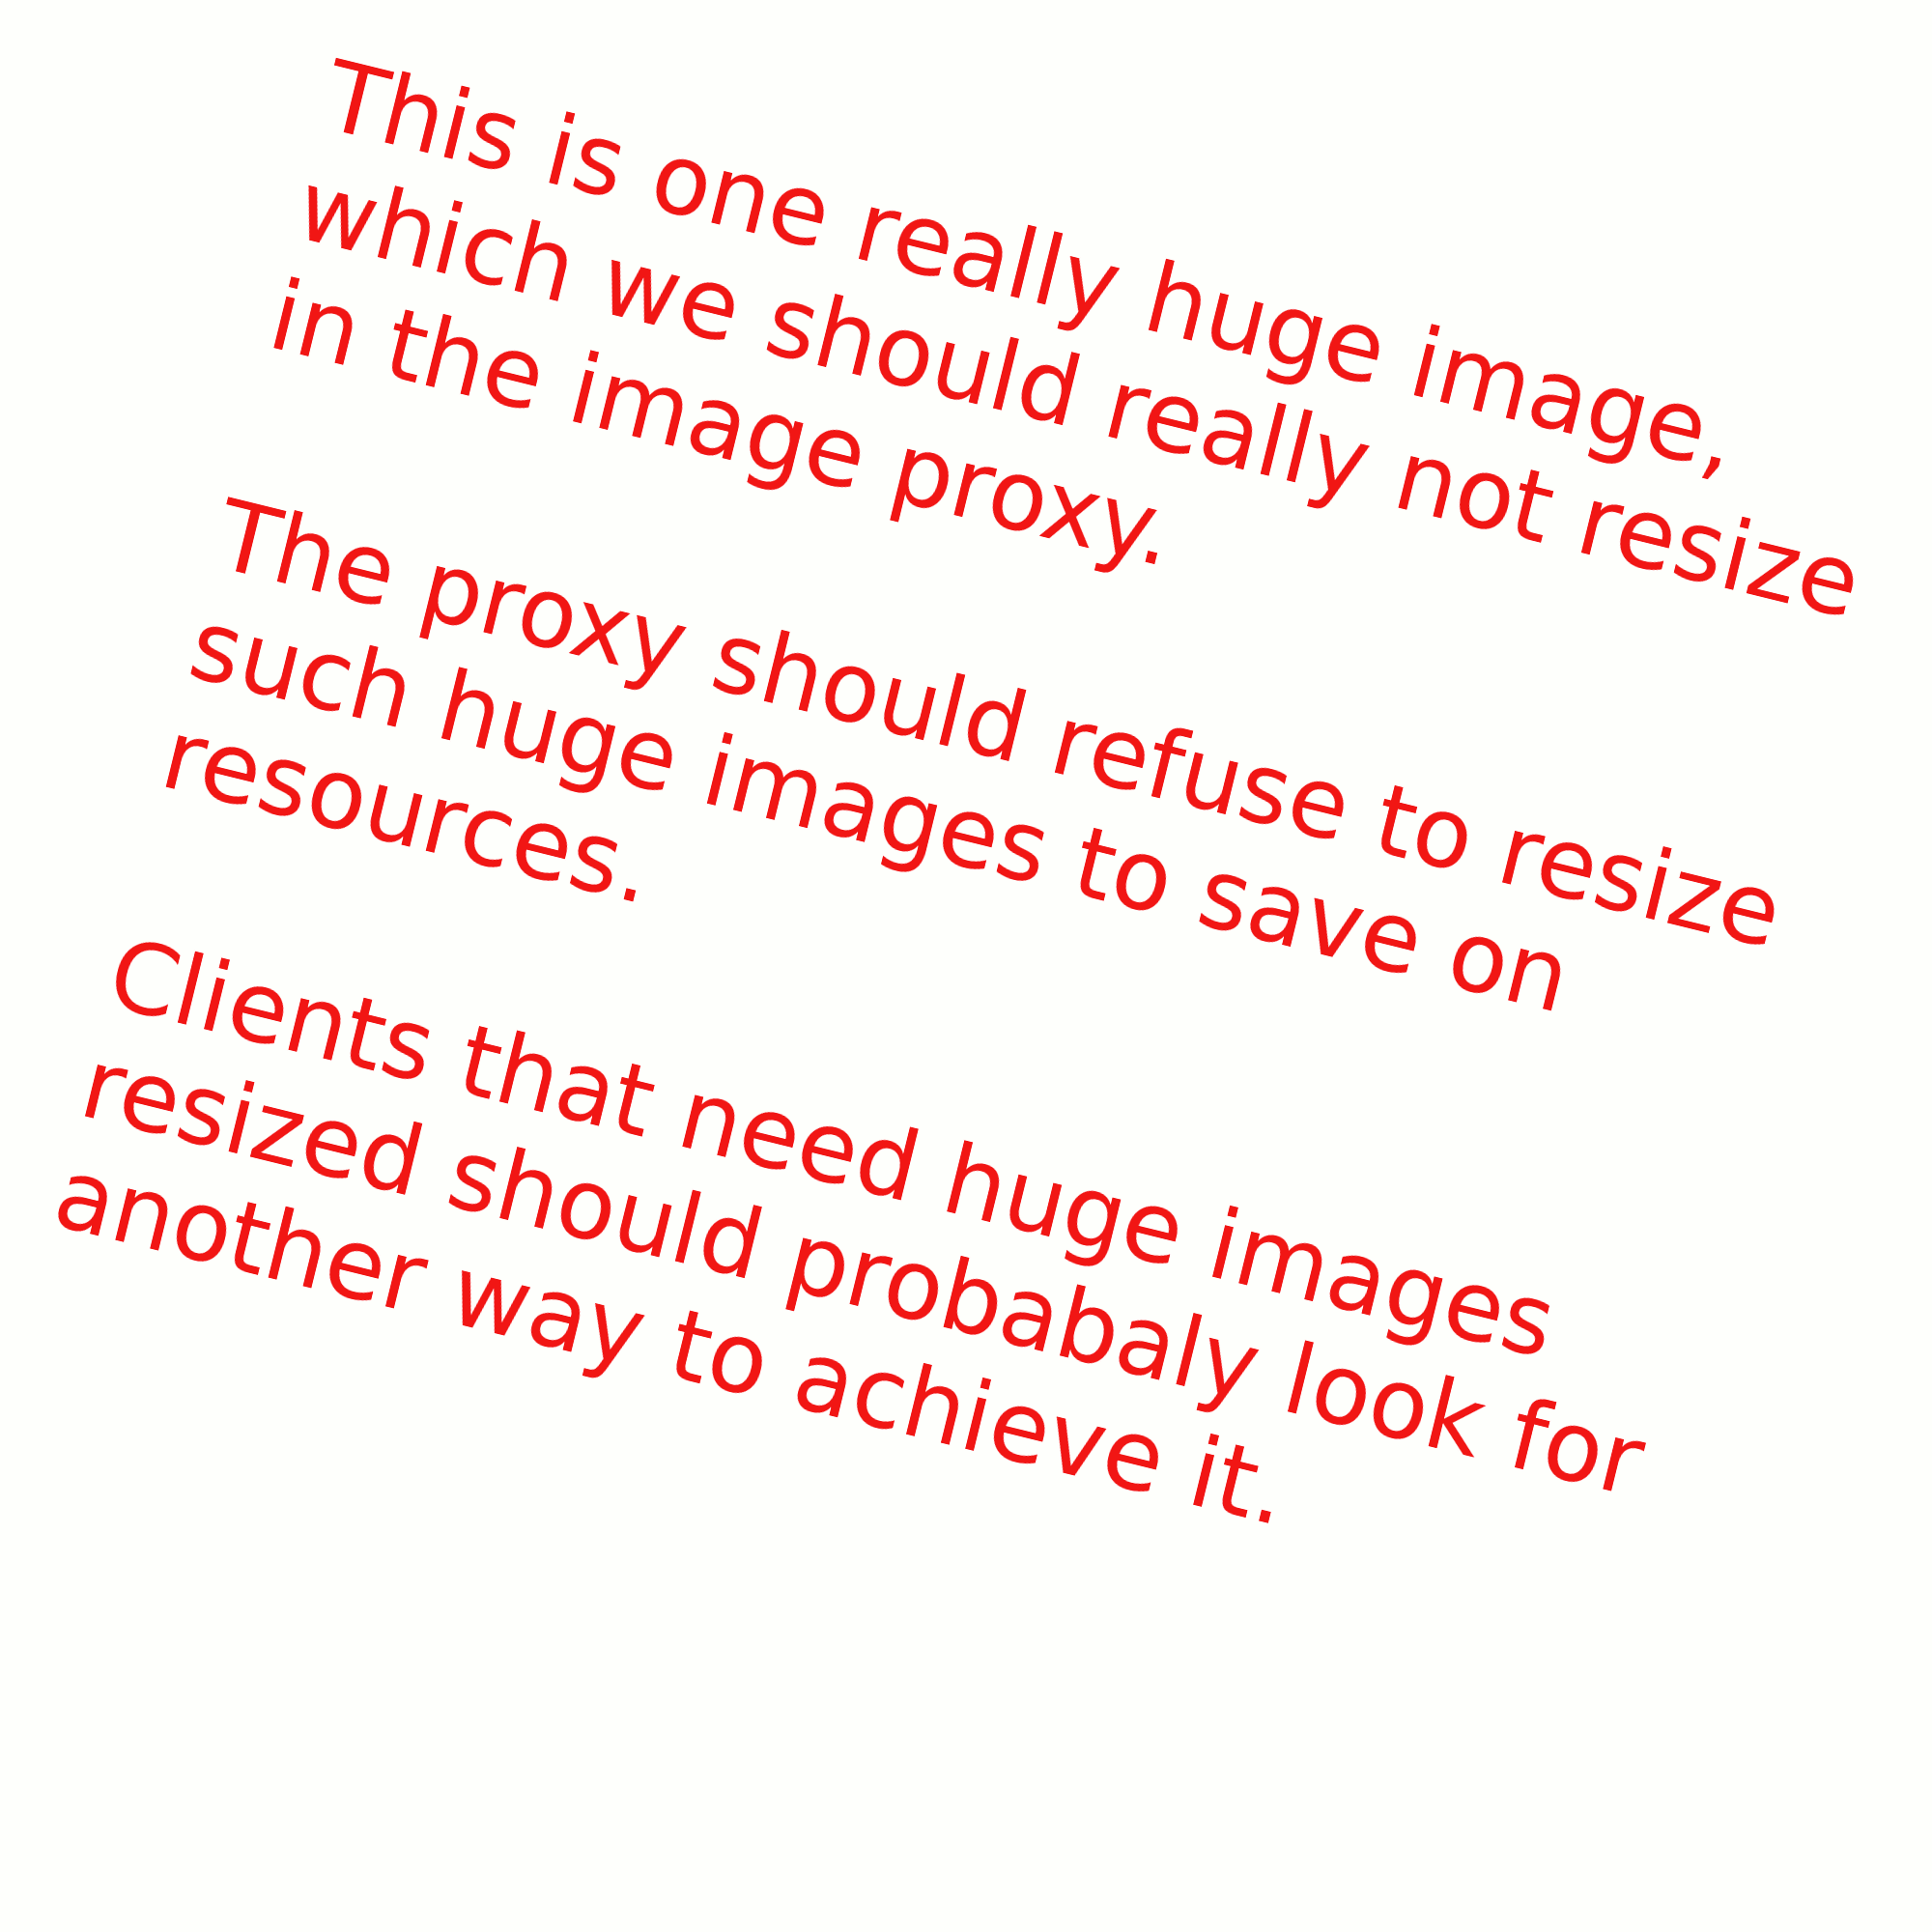 This is one really huge image,
which we should really not resize
in the image proxy.
The proxy should refuse to resize
such huge images to save on
resources.
Clients that need huge images
resized should probabaly look for
another way to achieve it.